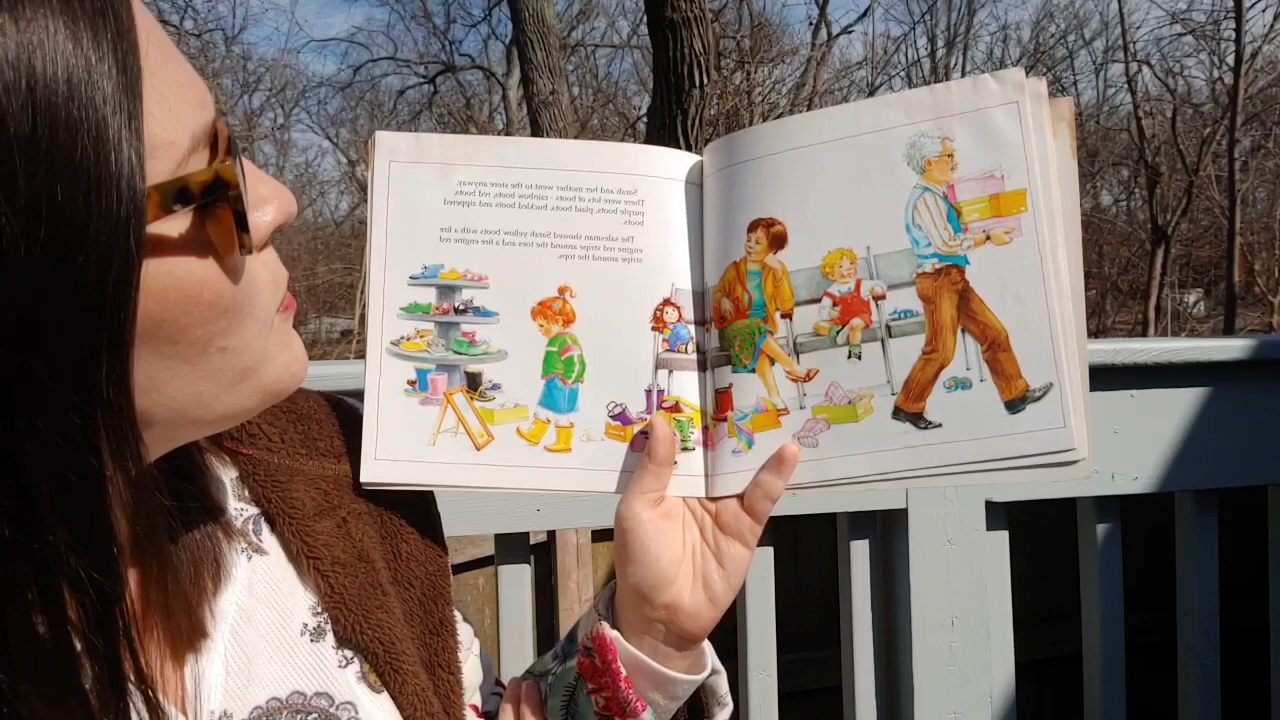 Sarah and her mother went to the store anyway.
There were lots of boots - rainbow boots, red boots,
purple boots, plaid boots, buckled boots and zippered
boots.
The salesman showed Sarah yellow boots with a fire
engine red stripe around the toes and a fire engine red
stripe around the tops.